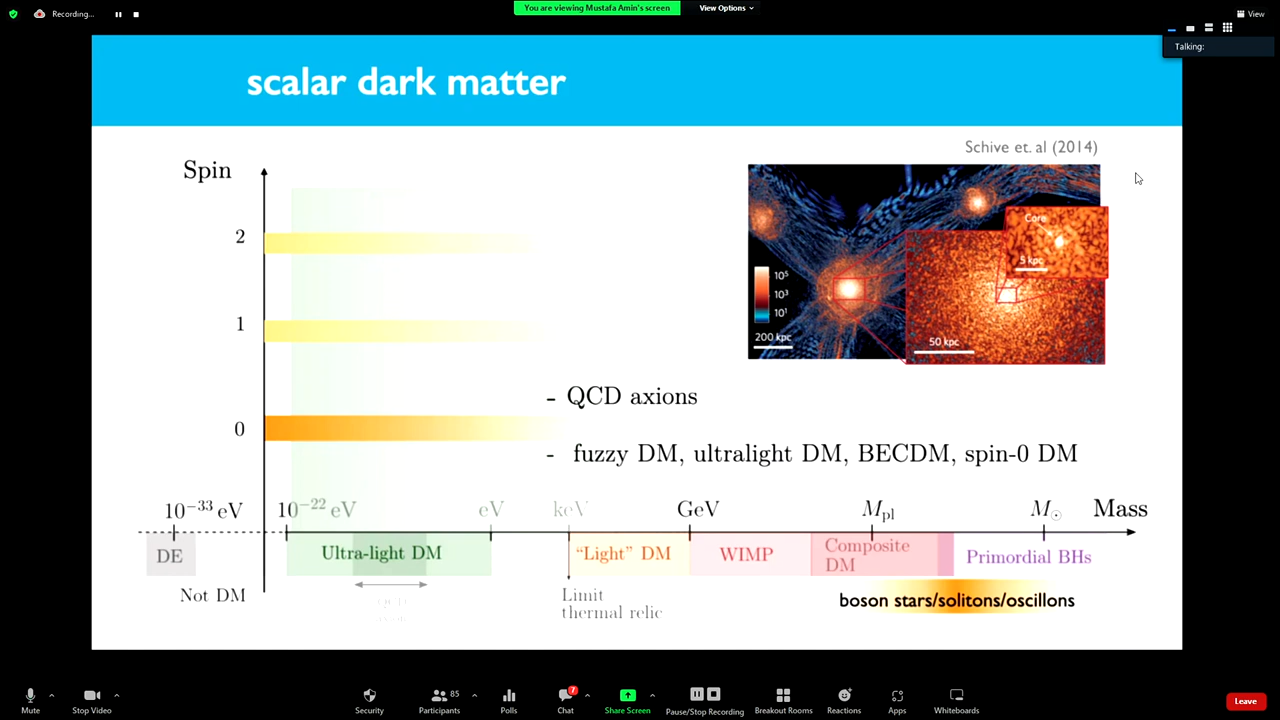 Recording...
You are viewing Mustafa Amin's screen
View Options
View
Talking:
scalar dark matter
Schive et. al (2014)
Spin
2
1
0
Core
5 kpc
10⁵
10³
10¹
200 kpc
50 kpc
- QCD axions
- fuzzy DM, ultralight DM, BECDM, spin-0 DM
10⁻³³ eV
10⁻²² eV
eV
keV
GeV
Mpl
M☉
Mass
DE
Ultra-light DM
"Light" DM
WIMP
Composite
DM
Primordial BHs
Not DM
Limit
thermal relic
boson stars/solitons/oscillons
Mute
Stop Video
Security
Participants
85
Polls
Chat
7
Share Screen
Pause/Stop Recording
Breakout Rooms
Reactions
Apps
Whiteboards
Leave